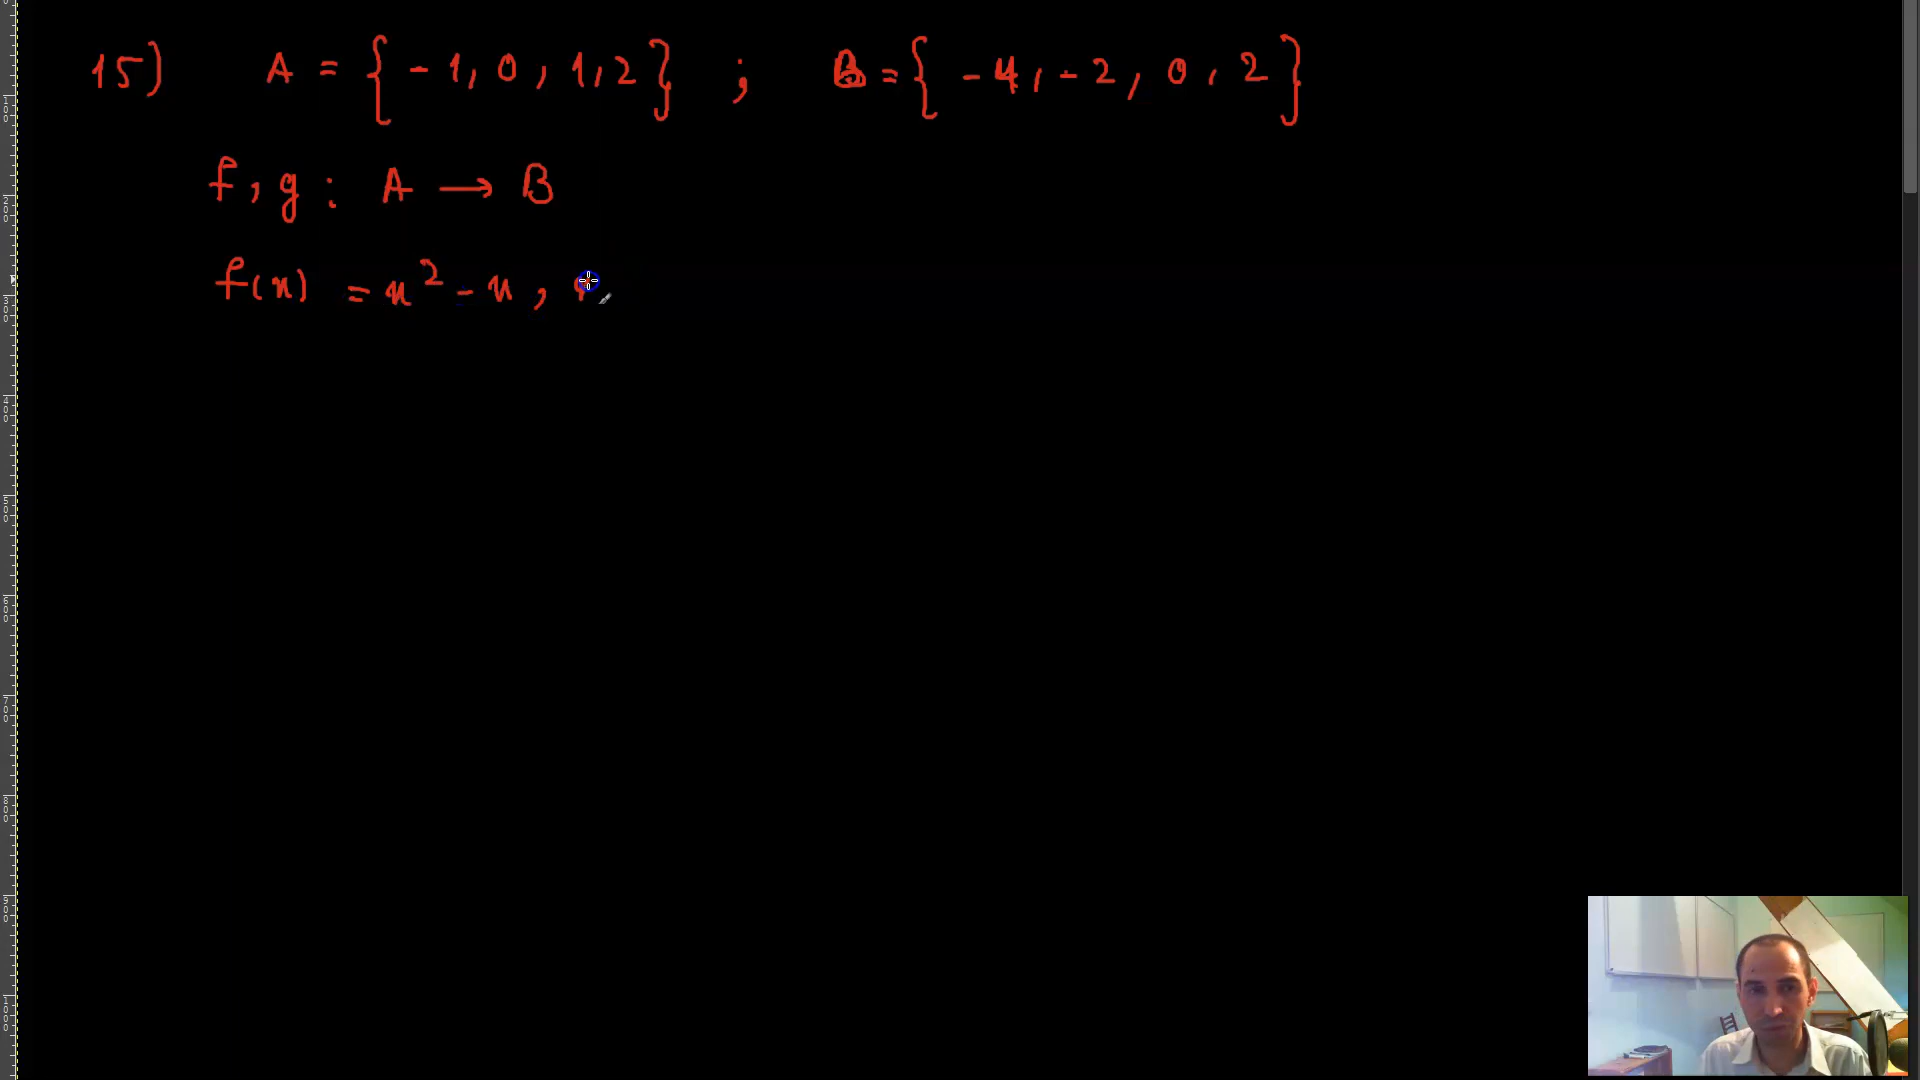 15) A = { - 1, 0, 1, 2 } ; B = { - 4, - 2, 0, 2 }
f, g : A → B
f(x) = x² - x ,